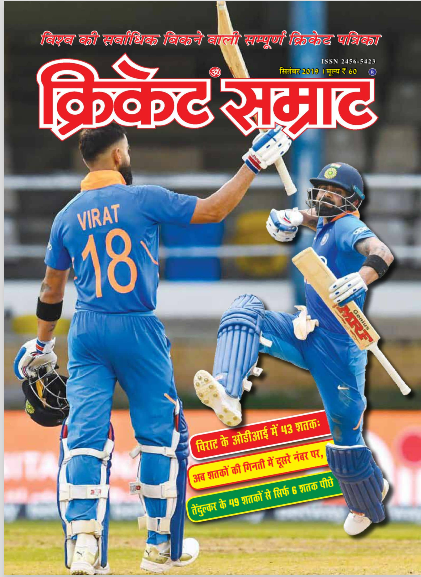 विश्व की सर्वाधिक बिकने वाली सम्पूर्ण क्रिकेट पत्रिका
ISSN 2456-5423
सितंबर 2019 । मूल्य ₹ 60
ॐ
क्रिकेट सम्राट
VIRAT
18
MRF
विराट के ओडीआई में 43 शतकः
अब शतकों की गिनती में दूसरे नंबर पर,
तेंदुलकर के 49 शतकों से सिर्फ 6 शतक पीछे